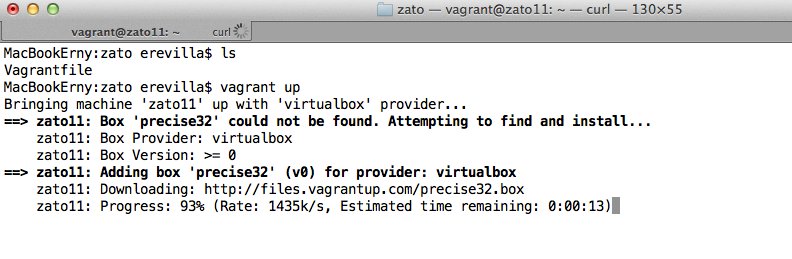 zato — vagrant@zato11: ~ — curl — 130×55
vagrant@zato11: ~ curl
MacBookErny:zato erevilla$ ls
Vagrantfile
MacBookErny:zato erevilla$ vagrant up
Bringing machine 'zato11' up with 'virtualbox' provider...
==> zato11: Box 'precise32' could not be found. Attempting to find and install...
    zato11: Box Provider: virtualbox
    zato11: Box Version: >= 0
==> zato11: Adding box 'precise32' (v0) for provider: virtualbox
    zato11: Downloading: http://files.vagrantup.com/precise32.box
    zato11: Progress: 93% (Rate: 1435k/s, Estimated time remaining: 0:00:13)